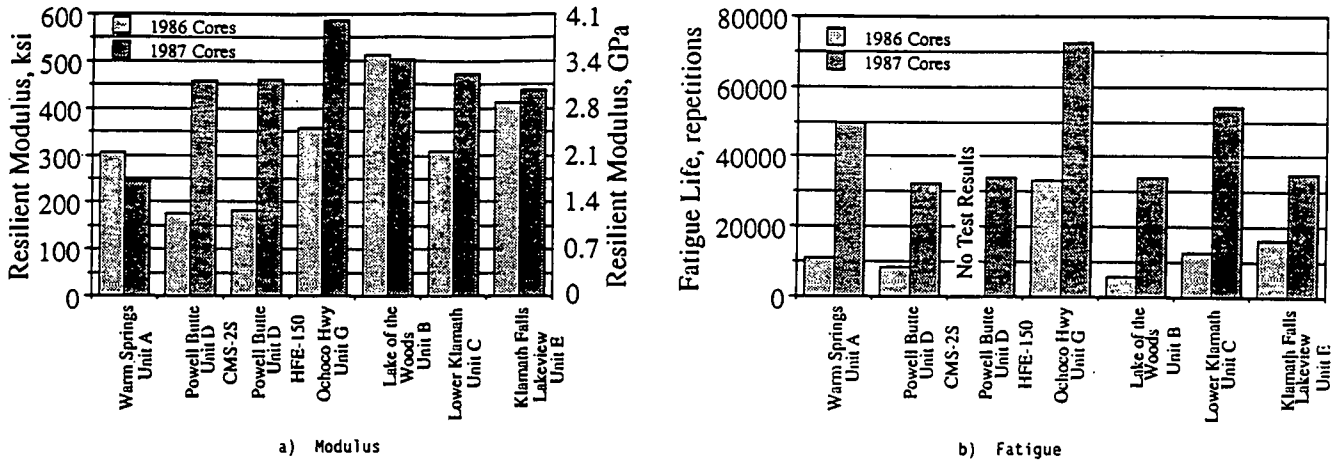 600
500
400
300
200
100
0
Resilient Modulus, ksi
1986 Cores
1987 Cores
4.1
3.4
2.8
2.1
1.4
0.7
0
Resilient Modulus, GPa
Warm Springs
Unit A
Powell Butte
Unit D
CMS-2S
Powell Butte
Unit D
HFE-150
Ochoco Hwy
Unit G
Lake of the
Woods
Unit B
Lower Klamath
Unit C
Klamath Falls
Lakeview
Unit E
a) Modulus
80000
60000
40000
20000
0
Fatigue Life, repetitions
1986 Cores
1987 Cores
No Test Results
Warm Springs
Unit A
Powell Butte
Unit D
CMS-2S
Powell Butte
Unit D
HFE-150
Ochoco Hwy
Unit G
Lake of the
Woods
Unit B
Lower Klamath
Unit C
Klamath Falls
Lakeview
Unit E
b) Fatigue